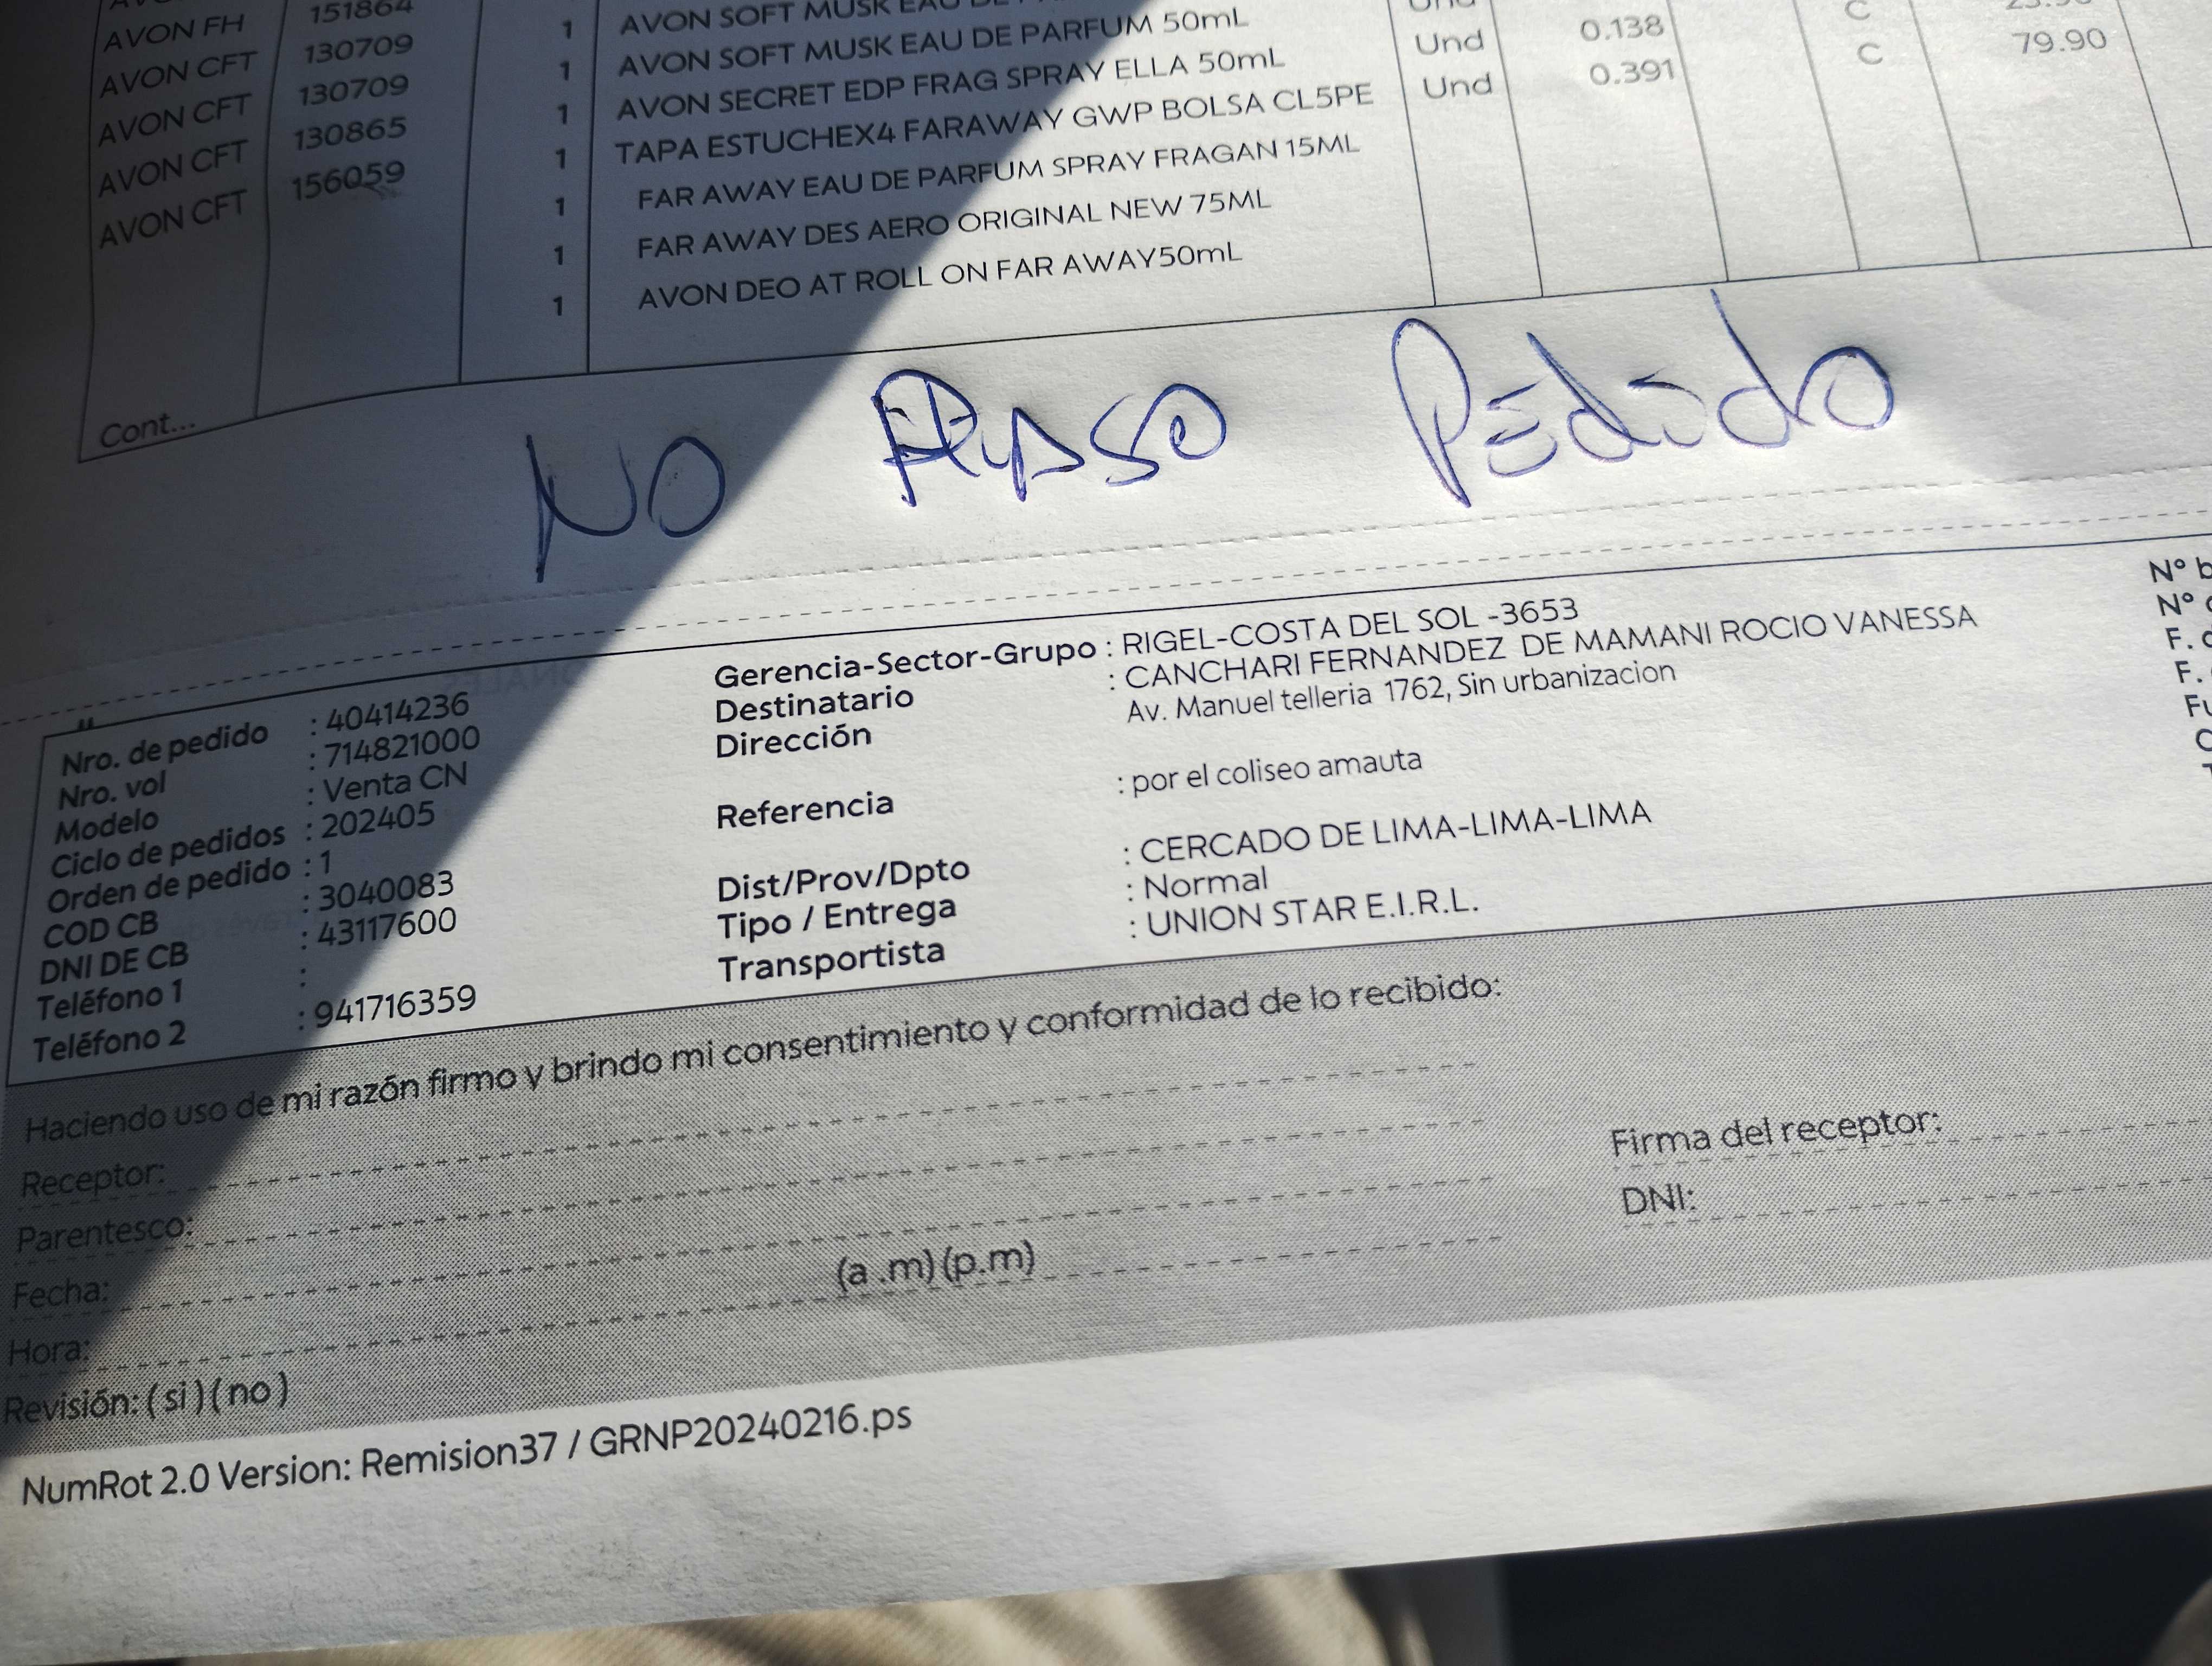 AVON FH 151864 1 AVON SOFT MUSK EAU DE
AVON CFT 130709 1 AVON SOFT MUSK EAU DE PARFUM 50mL Und 0.138 C
AVON CFT 130709 1 AVON SECRET EDP FRAG SPRAY ELLA 50mL Und 0.391 C 79.90
AVON CFT 130865 1 TAPA ESTUCHEX4 FARAWAY GWP BOLSA CL5PE
AVON CFT 156059 1 FAR AWAY EAU DE PARFUM SPRAY FRAGAN 15ML
1 FAR AWAY DES AERO ORIGINAL NEW 75ML
1 AVON DEO AT ROLL ON FAR AWAY50mL
Cont...
NO PASO PEdido
Nro. de pedido : 40414236
Nro. vol : 714821000
Modelo : Venta CN
Ciclo de pedidos : 202405
Orden de pedido : 1
COD CB : 3040083
DNI DE CB : 43117600
Teléfono 1 :
Teléfono 2 : 941716359
Gerencia-Sector-Grupo : RIGEL-COSTA DEL SOL -3653
Destinatario : CANCHARI FERNANDEZ DE MAMANI ROCIO VANESSA
Dirección Av. Manuel telleria 1762, Sin urbanizacion
Referencia : por el coliseo amauta
Dist/Prov/Dpto : CERCADO DE LIMA-LIMA-LIMA
Tipo / Entrega : Normal
Transportista : UNION STAR E.I.R.L.
N°
N°
F.
F.
Haciendo uso de mi razón firmo y brindo mi consentimiento y conformidad de lo recibido:
Receptor:
Parentesco:
Fecha:
Hora: (a .m) (p.m)
Revisión: ( si ) ( no )
Firma del receptor:
DNI:
NumRot 2.0 Version: Remision37 / GRNP20240216.ps